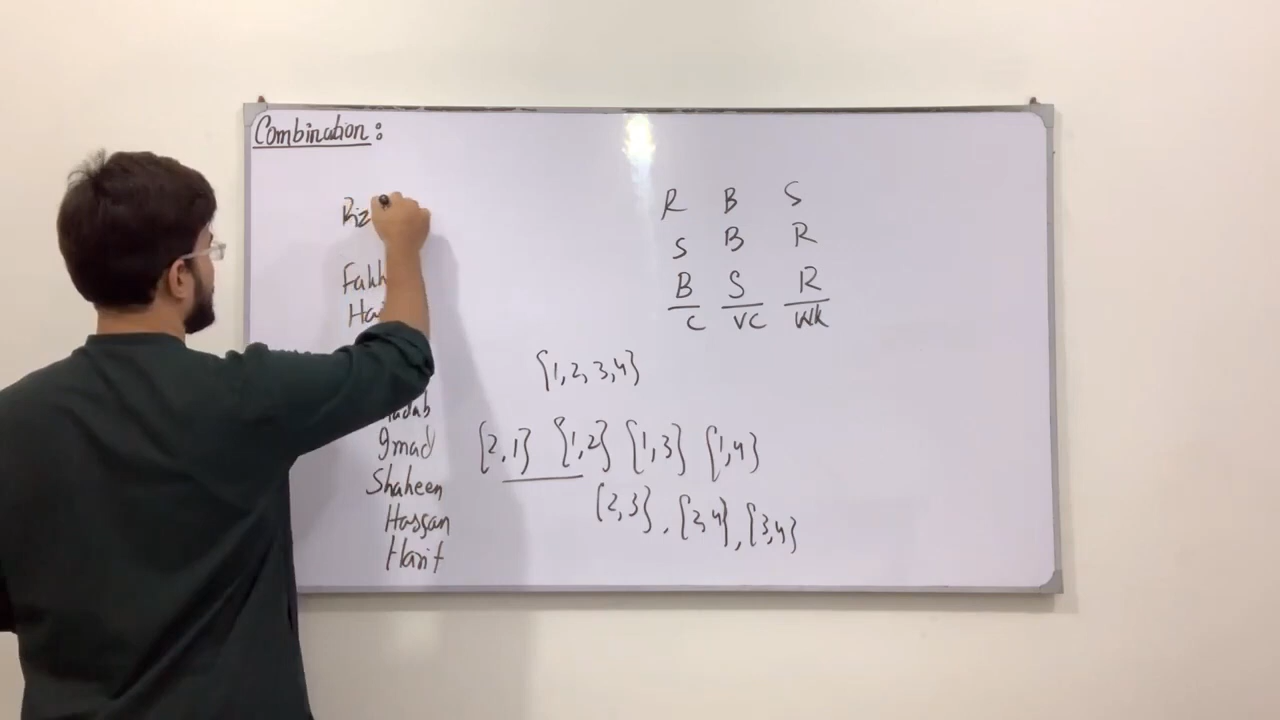 Combination:
R B S
S B R
B S R
C VC WK
{1,2,3,4}
{2,1} {1,2} {1,3} {1,4}
{2,3}, {2,4}, {3,4}
Imad
Shaheen
Hassan
Harif